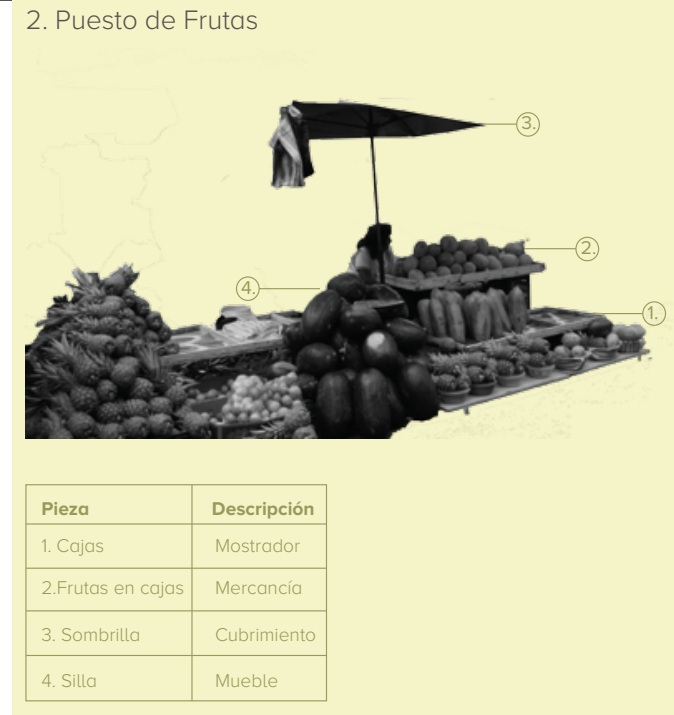 2. Puesto de Frutas
3.
2.
4.
1.
Pieza Descripción
1. Cajas Mostrador
2.Frutas en cajas Mercancía
3. Sombrilla Cubrimiento
4. Silla Mueble